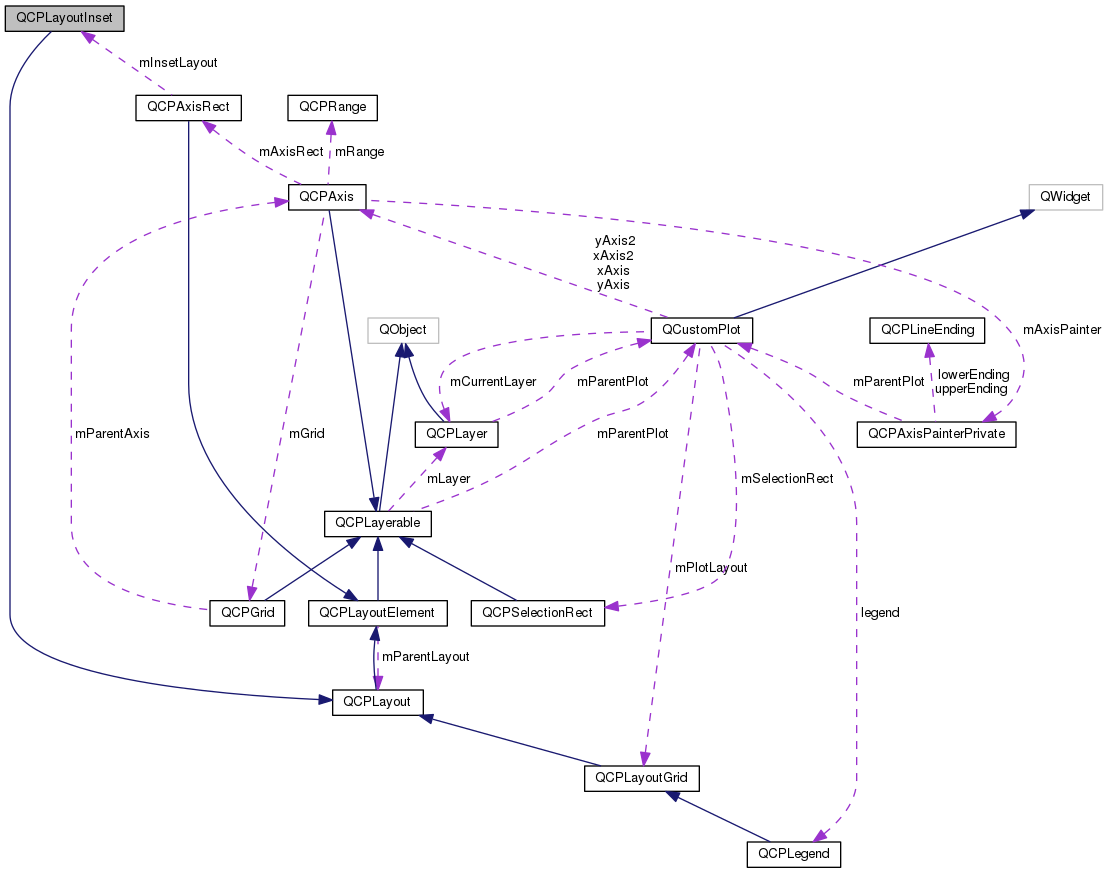 QCPLayoutInset
mInsetLayout
QCPAxisRect
QCPRange
mAxisRect
mRange
QCPAxis
QWidget
yAxis2
xAxis2
xAxis
yAxis
QObject
QCustomPlot
QCPLineEnding
mAxisPainter
mCurrentLayer
mParentPlot
mParentPlot
lowerEnding
upperEnding
mParentAxis
mGrid
QCPLayer
mParentPlot
QCPAxisPainterPrivate
mLayer
mSelectionRect
QCPLayerable
mPlotLayout
QCPGrid
QCPLayoutElement
QCPSelectionRect
legend
mParentLayout
QCPLayout
QCPLayoutGrid
QCPLegend